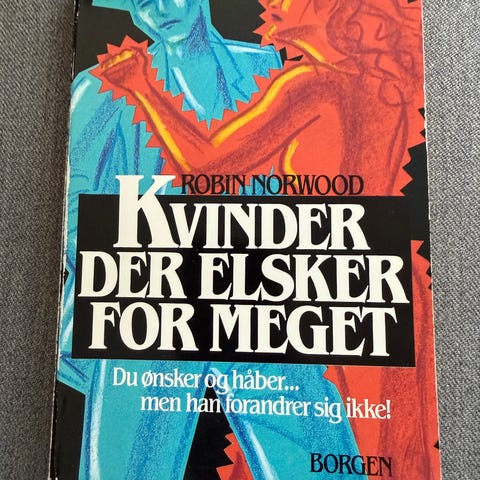 ROBIN NORWOOD
KVINDER
DER ELSKER
FOR MEGET
Du ønsker og håber...
men han forandrer sig ikke!
BORGEN